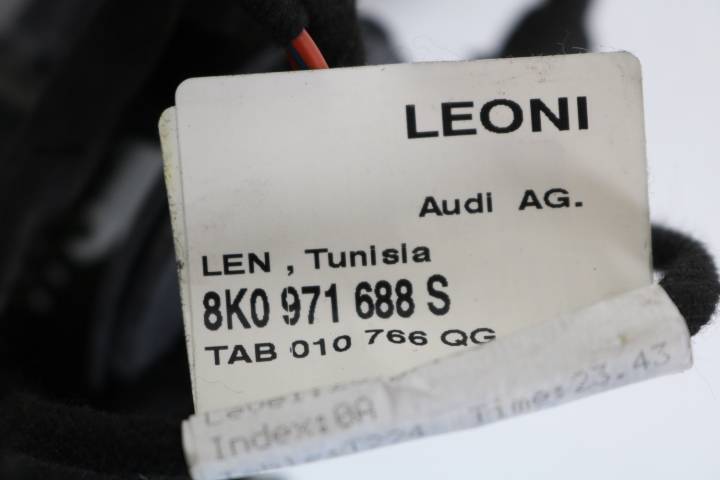 LEONI
Audi AG.
LEN , Tunisia
8K0 971 688 S
TAB 010 766 QG
Index:0A Time:23.43